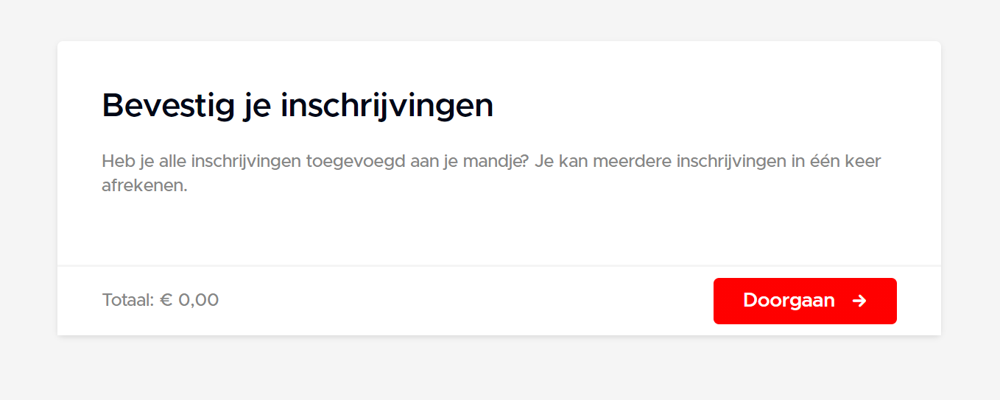 Bevestig je inschrijvingen
Heb je alle inschrijvingen toegevoegd aan je mandje? Je kan meerdere inschrijvingen in één keer
afrekenen.
Totaal: € 0,00
Doorgaan →